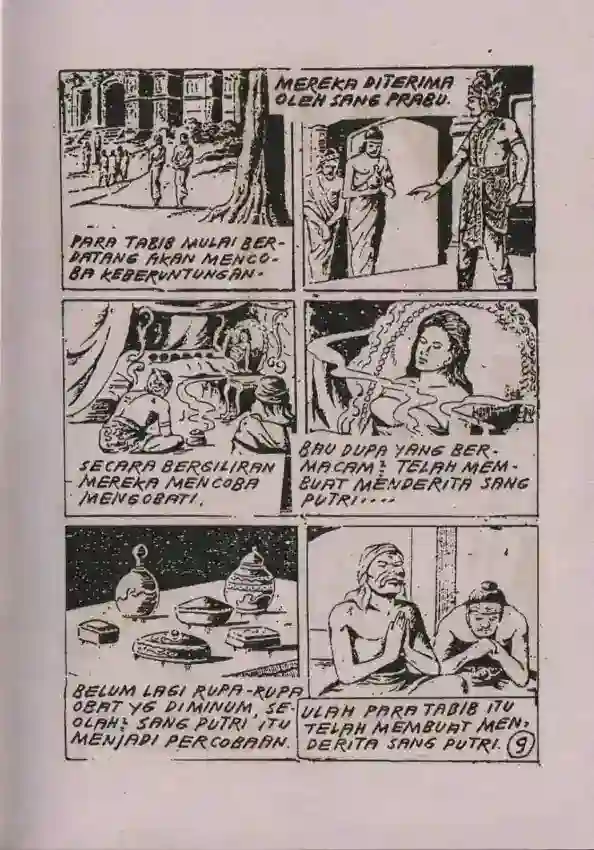 PARA TABIB MULAI BER-
DATANG AKAN MENCO-
BA KEBERUNTUNGAN.
MEREKA DITERIMA
OLEH SANG PRABU.
SECARA BERGILIRAN
MEREKA MENCOBA
MENGOBATI.
BAU DUPA YANG BER-
MACAM² TELAH MEM-
BUAT MENDERITA SANG
PUTRI....
BELUM LAGI RUPA-RUPA
OBAT YG DIMINUM, SE-
OLAH² SANG PUTRI ITU
MENJADI PERCOBAAN.
ULAH PARA TABIB ITU
TELAH MEMBUAT MEN-
DERITA SANG PUTRI.
9